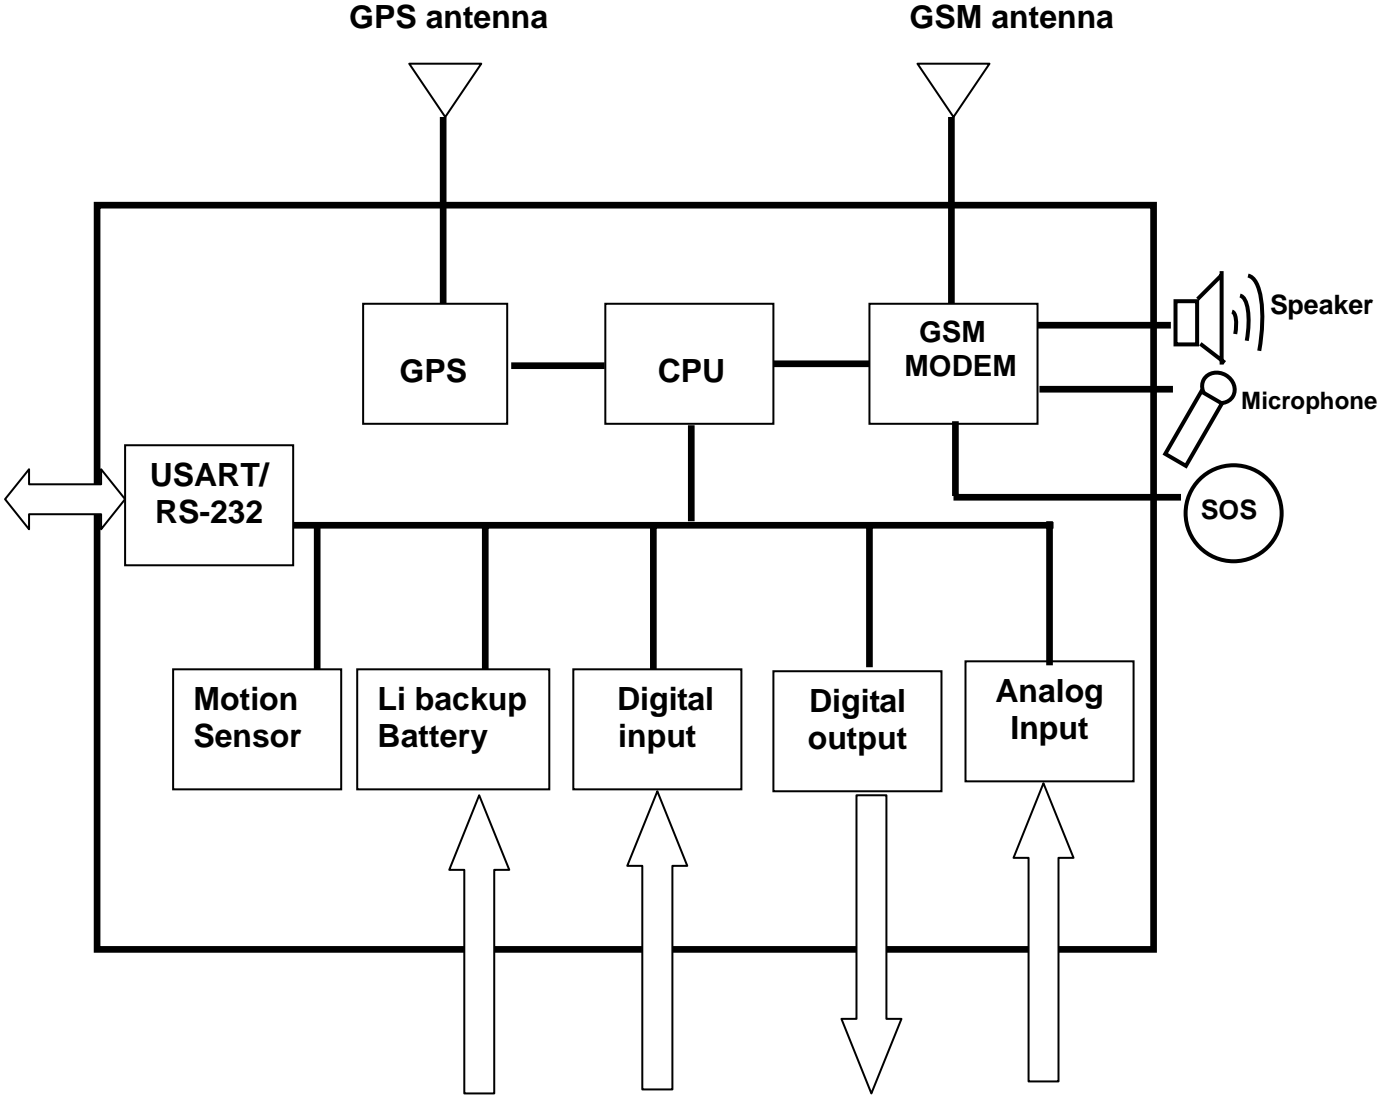 GPS antenna
GSM antenna
Speaker
GSM
MODEM
GPS
CPU
Microphone
USART/
RS-232
SOS
Motion
Sensor
Li backup
Battery
Digital
input
Digital
output
Analog
Input